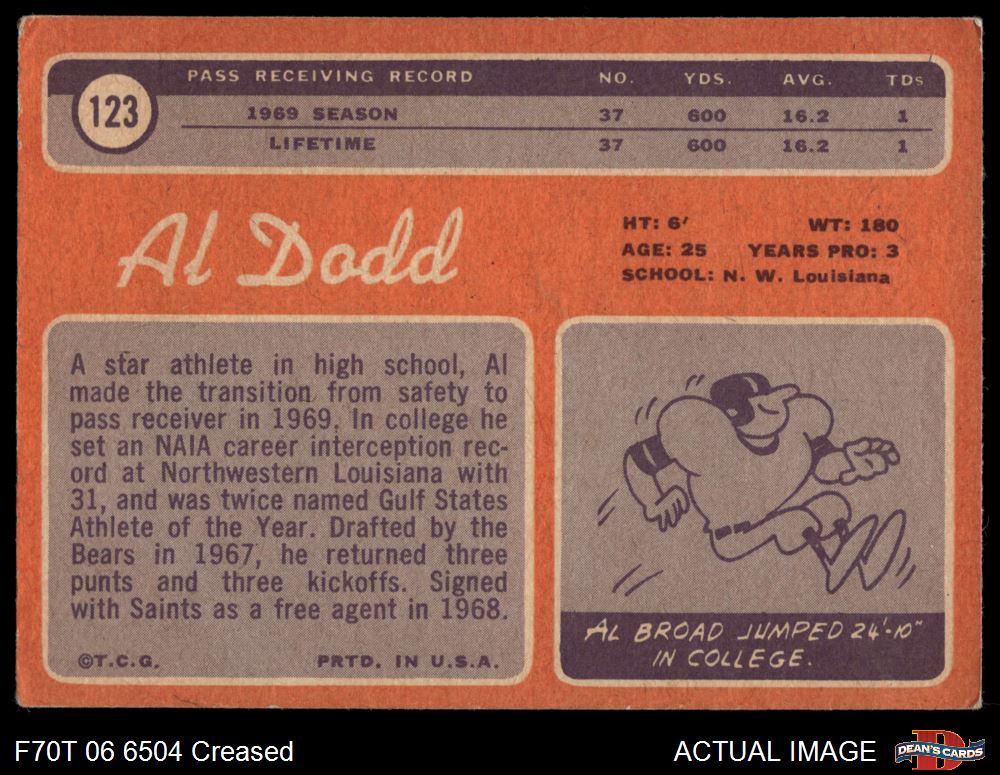 123
PASS RECEIVING RECORD NO. YDS. AVG. TDs
1969 SEASON 37 600 16.2 1
LIFETIME 37 600 16.2 1
Al Dodd
HT: 6' WT: 180
AGE: 25 YEARS PRO: 3
SCHOOL: N. W. Louisiana
A star athlete in high school, Al
made the transition from safety to
pass receiver in 1969. In college he
set an NAIA career interception rec-
ord at Northwestern Louisiana with
31, and was twice named Gulf States
Athlete of the Year. Drafted by the
Bears in 1967, he returned three
punts and three kickoffs. Signed
with Saints as a free agent in 1968.
©T.C.G. PRTD. IN U.S.A.
AL BROAD JUMPED 24'-10"
IN COLLEGE.
F70T 06 6504 Creased
ACTUAL IMAGE
D
DEAN'S CARDS